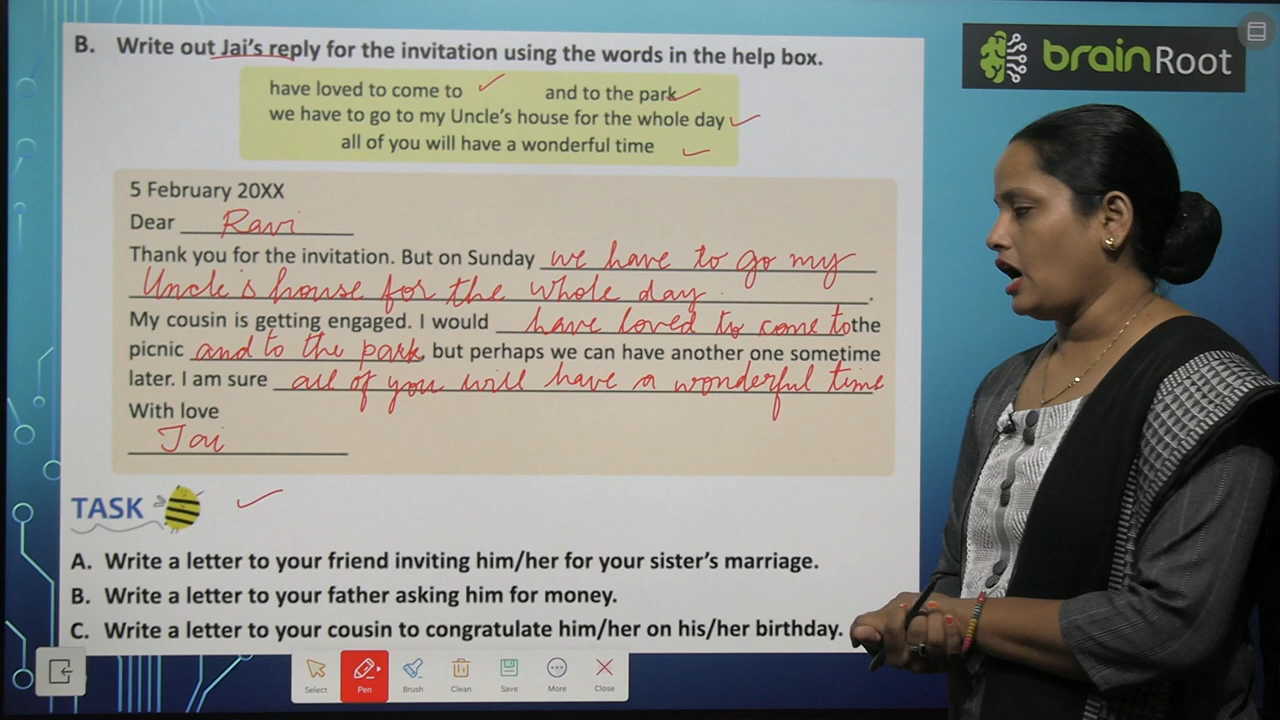 B. Write out Jai's reply for the invitation using the words in the help box.
brainRoot
have loved to come to and to the park
we have to go to my Uncle's house for the whole day
all of you will have a wonderful time
5 February 20XX
Dear Ravi
Thank you for the invitation. But on Sunday we have to go my
Uncle's house for the whole day.
My cousin is getting engaged. I would have loved to come to the
picnic and to the park, but perhaps we can have another one sometime
later. I am sure all of you will have a wonderful time
With love
Jai
TASK
A. Write a letter to your friend inviting him/her for your sister's marriage.
B. Write a letter to your father asking him for money.
C. Write a letter to your cousin to congratulate him/her on his/her birthday.
Select Pen Brush Clean Save More Close